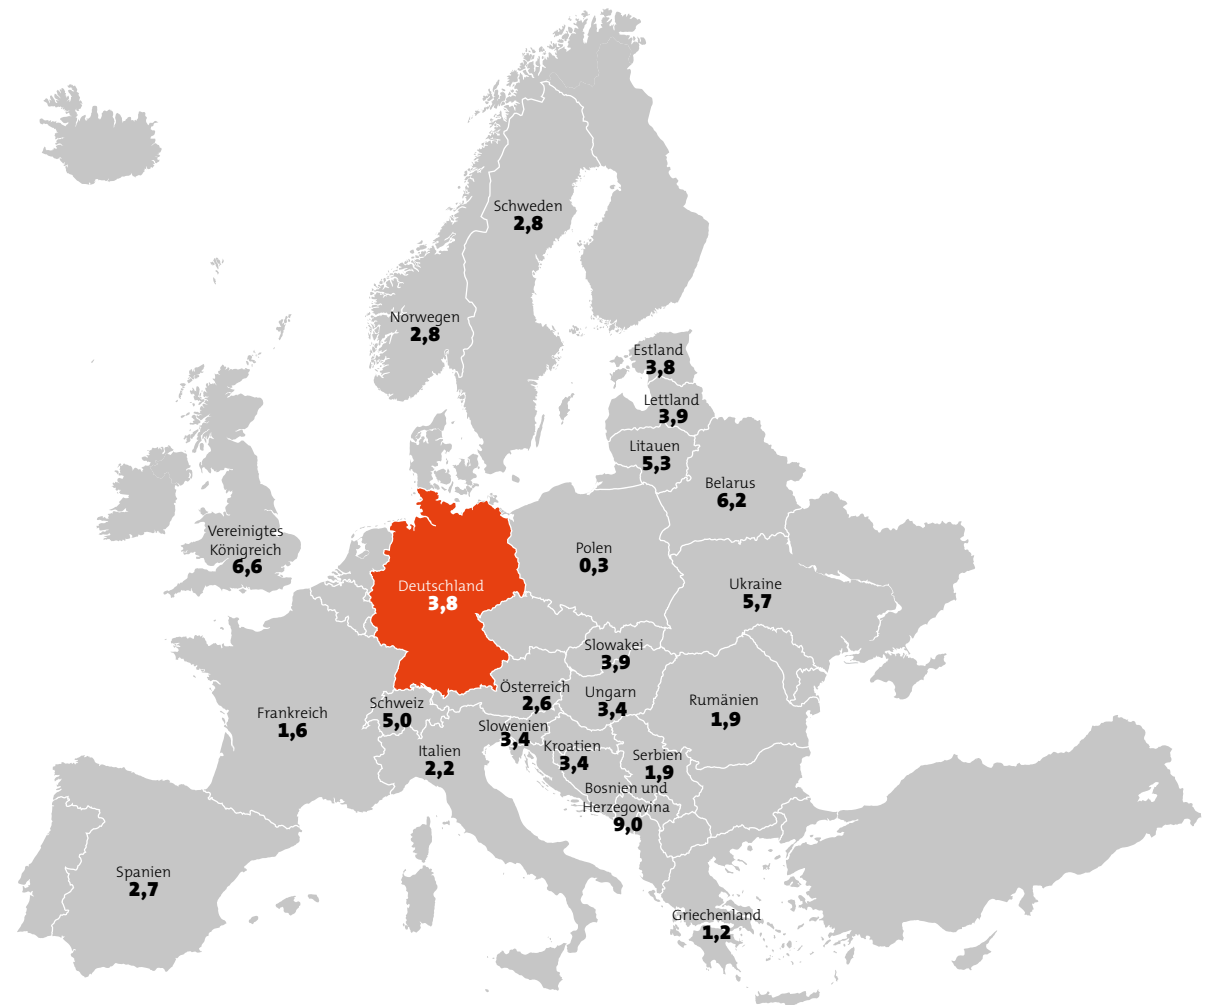 Schweden
2,8
Norwegen
2,8
Estland
3,8
Lettland
3,9
Litauen
5,3
Belarus
6,2
Vereinigtes
Königreich
6,6
Polen
0,3
Deutschland
3,8
Ukraine
5,7
Slowakei
3,9
Österreich
2,6
Ungarn
3,4
Schweiz
5,0
Rumänien
1,9
Frankreich
1,6
Slowenien
3,4
Kroatien
3,4
Italien
2,2
Serbien
1,9
Bosnien und
Herzegowina
9,0
Spanien
2,7
Griechenland
1,2